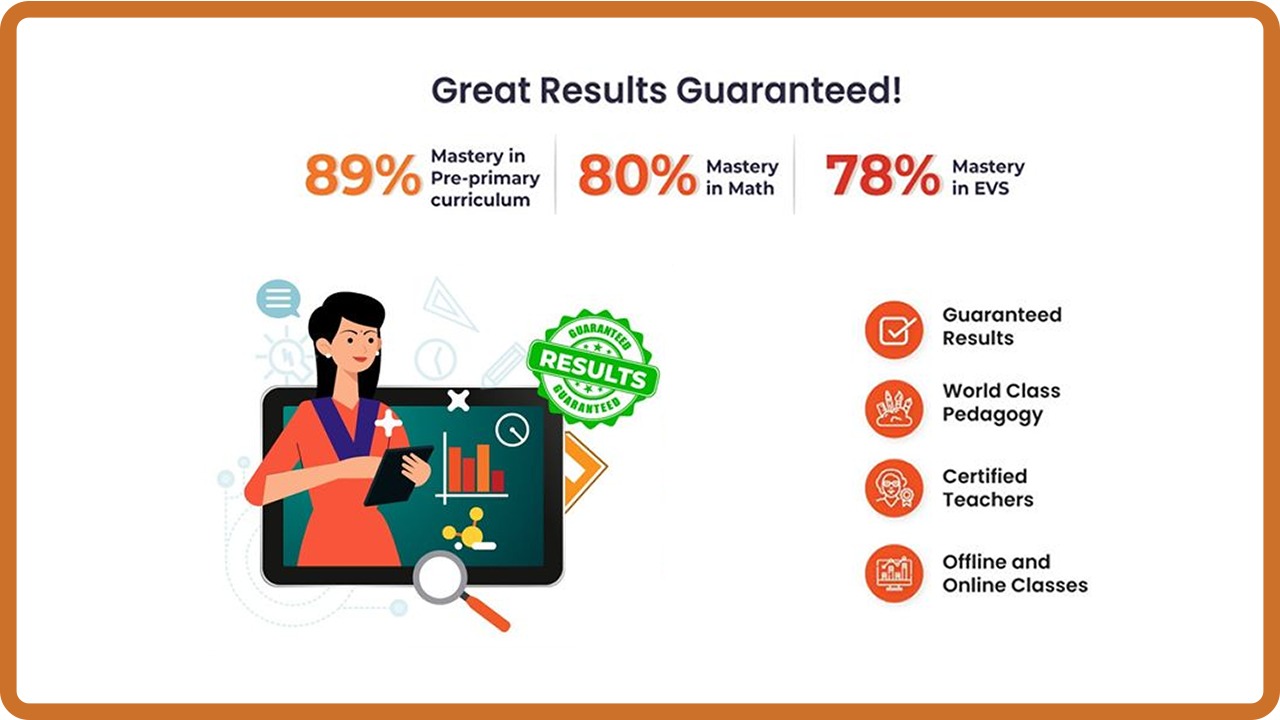 Great Results Guaranteed!
89%
Mastery in
Pre-primary
curriculum
80%
Mastery
in Math
78%
Mastery
in EVS
GUARANTEED
RESULTS
GUARANTEED
Guaranteed
Results
World Class
Pedagogy
Certified
Teachers
Offline and
Online Classes